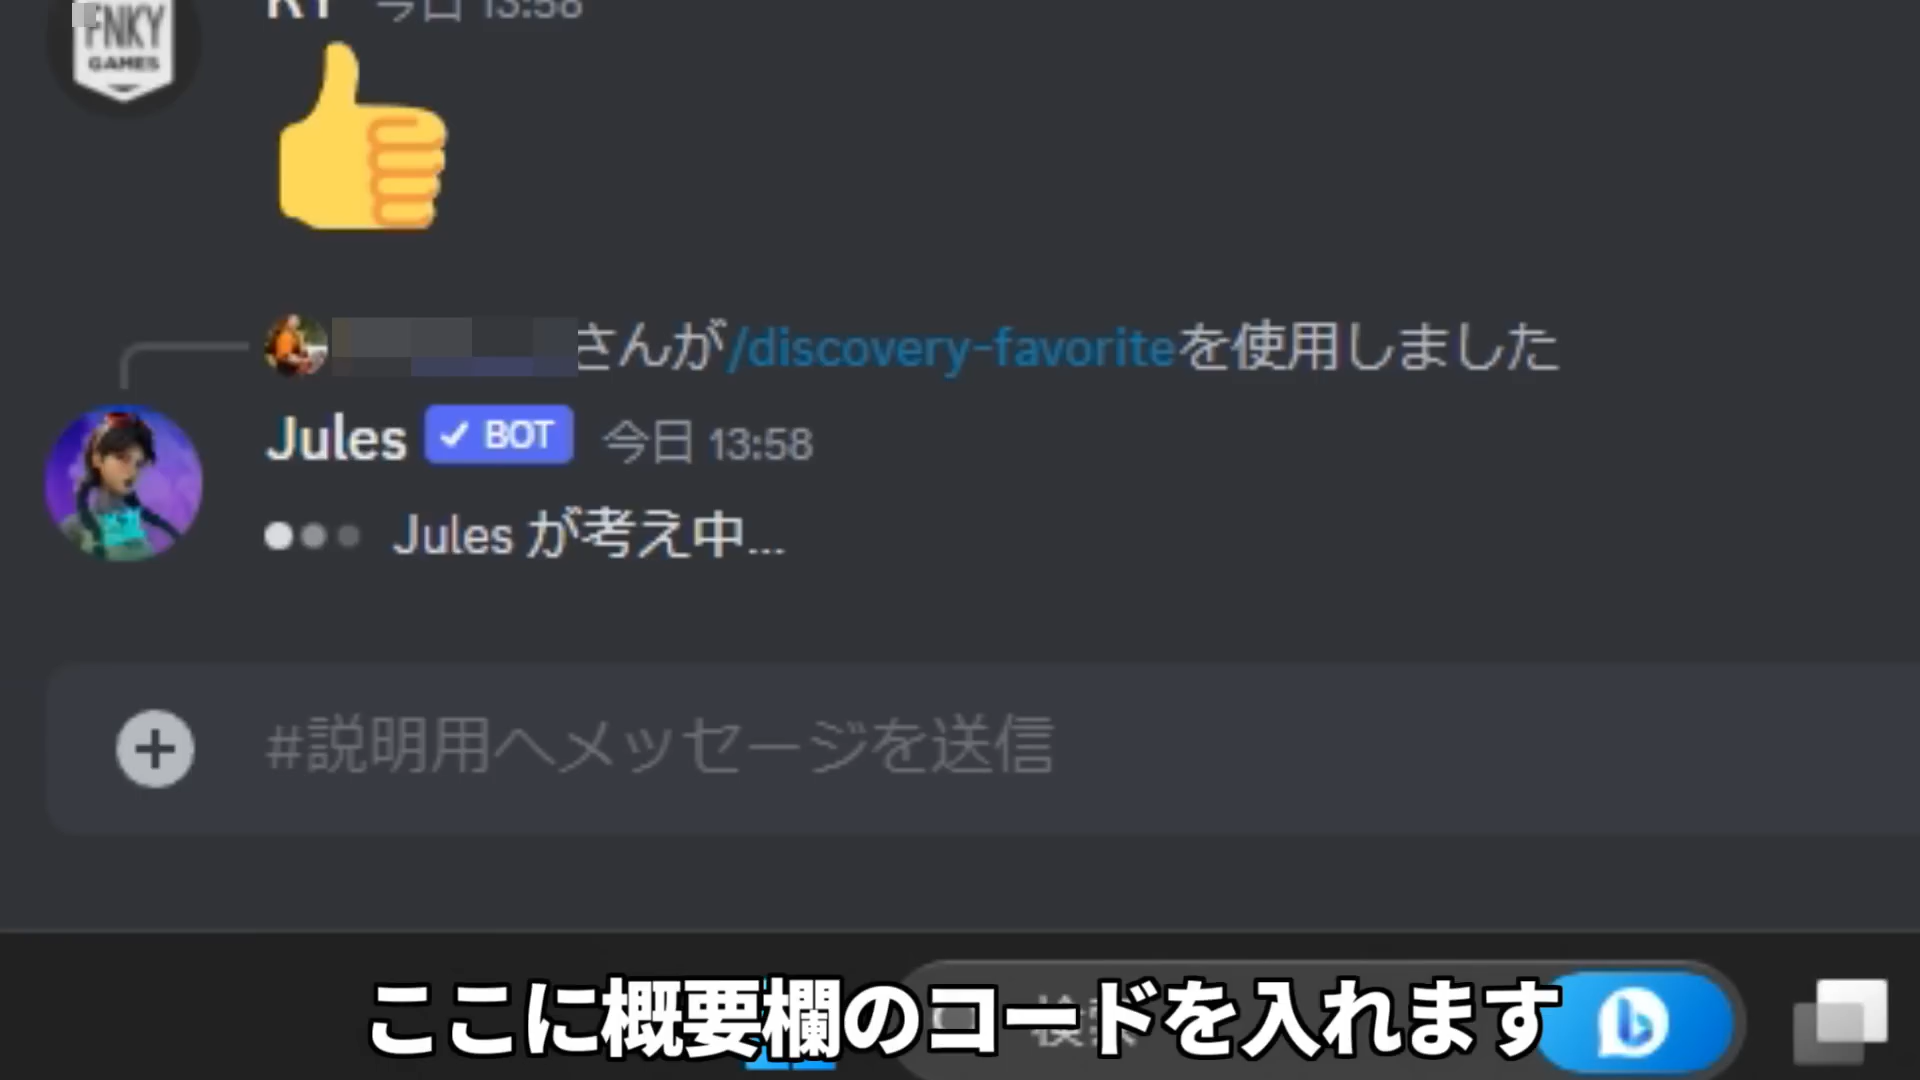 FNKY
GAMES
RY 今日 13:58
さんが/discovery-favoriteを使用しました
Jules BOT 今日 13:58
Jules が考え中...
#説明用へメッセージを送信
ここに概要欄のコードを入れます